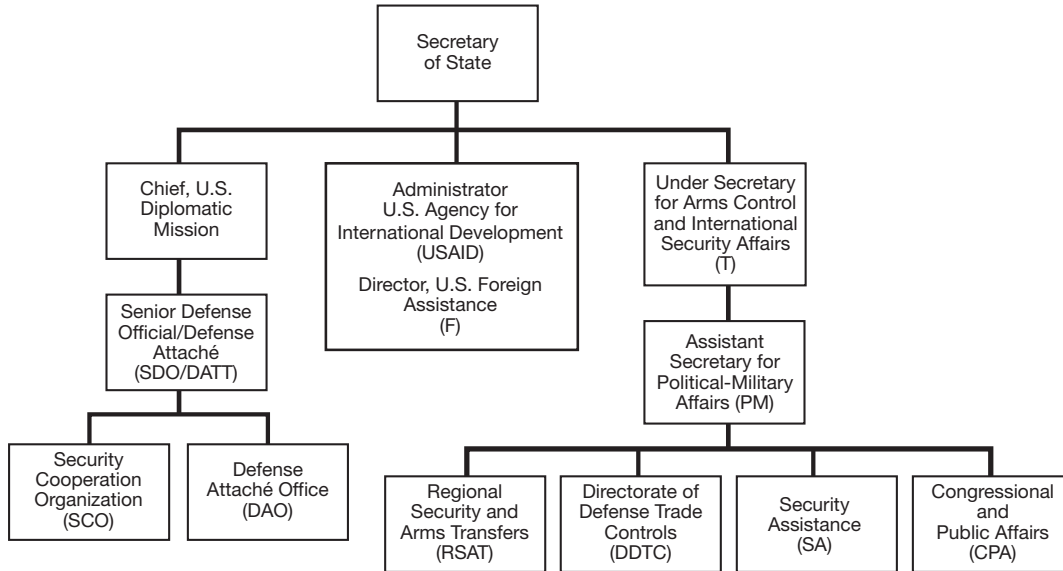 Secretary
of State
Chief, U.S.
Diplomatic
Mission
Administrator
U.S. Agency for
International Development
(USAID)
Director, U.S. Foreign
Assistance
(F)
Under Secretary
for Arms Control
and International
Security Affairs
(T)
Senior Defense
Official/Defense
Attaché
(SDO/DATT)
Assistant
Secretary for
Political-Military
Affairs (PM)
Security
Cooperation
Organization
(SCO)
Defense
Attaché Office
(DAO)
Regional
Security and
Arms Transfers
(RSAT)
Directorate of
Defense Trade
Controls
(DDTC)
Security
Assistance
(SA)
Congressional
and
Public Affairs
(CPA)